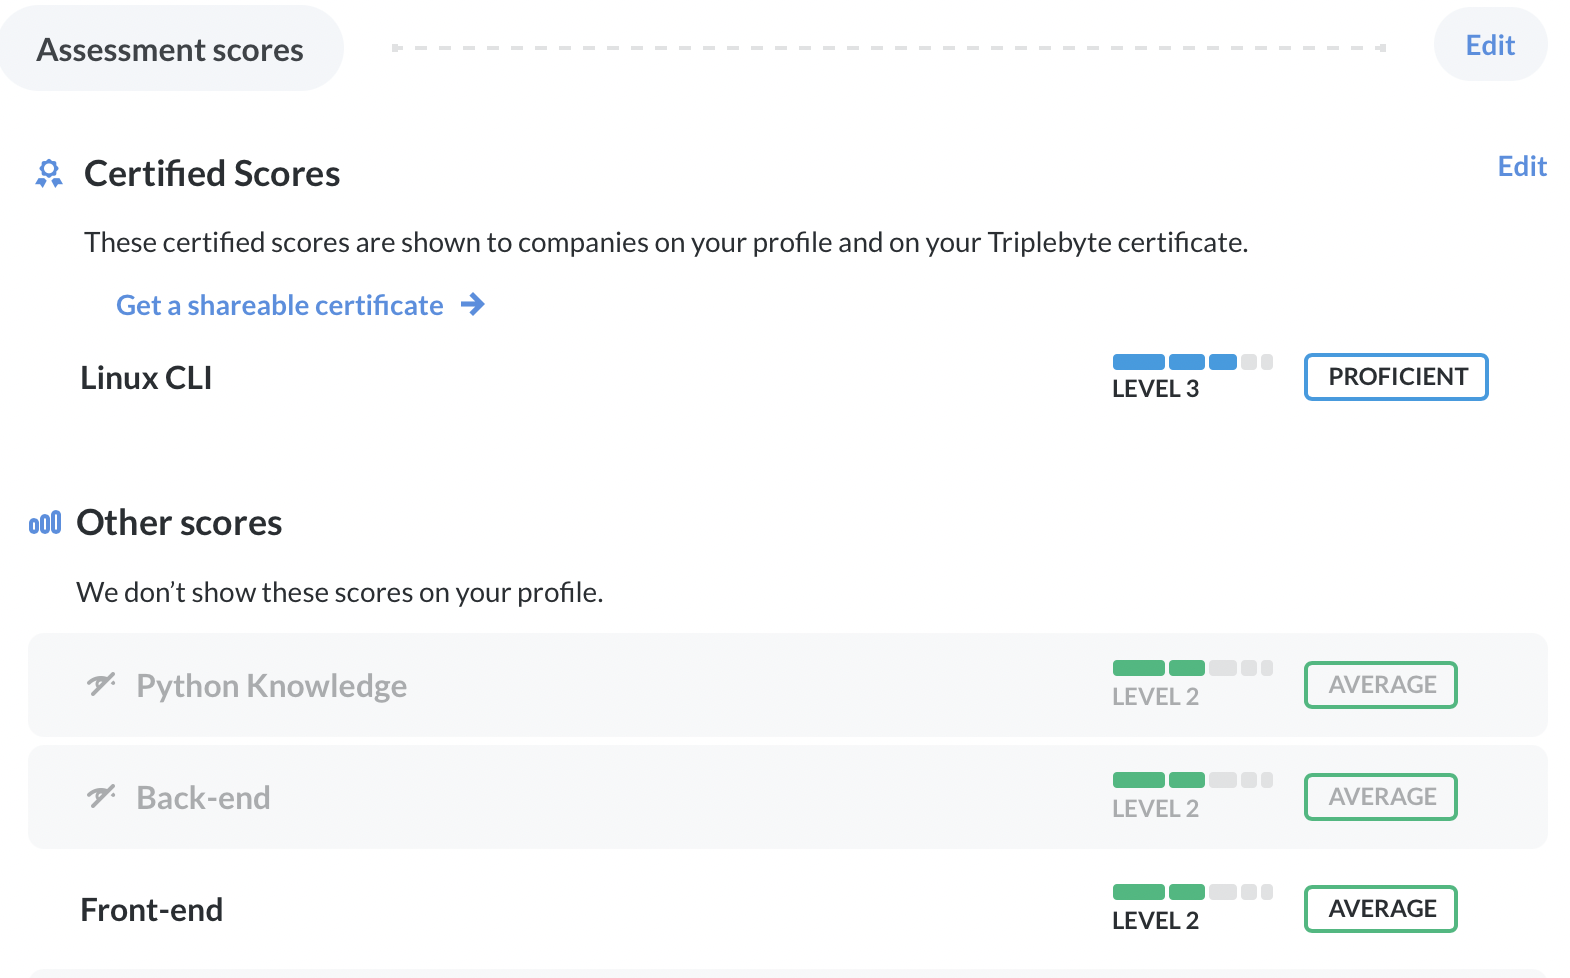 Assessment scores
Edit
Certified Scores
Edit
These certified scores are shown to companies on your profile and on your Triplebyte certificate.
Get a shareable certificate
Linux CLI
LEVEL 3
PROFICIENT
Other scores
We don’t show these scores on your profile.
Python Knowledge
LEVEL 2
AVERAGE
Back-end
LEVEL 2
AVERAGE
Front-end
LEVEL 2
AVERAGE